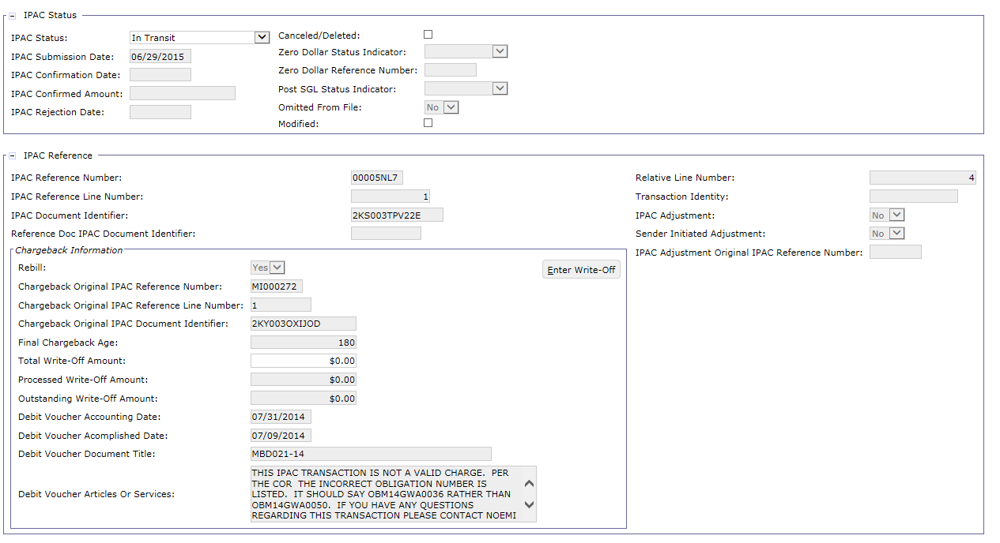 IPAC Status
IPAC Status: In Transit
IPAC Submission Date: 06/29/2015
IPAC Confirmation Date:
IPAC Confirmed Amount:
IPAC Rejection Date:
Canceled/Deleted:
Zero Dollar Status Indicator:
Zero Dollar Reference Number:
Post SGL Status Indicator:
Omitted From File: No
Modified:
IPAC Reference
IPAC Reference Number: 00005NL7
IPAC Reference Line Number: 1
IPAC Document Identifier: 2KS003TPV22E
Reference Doc IPAC Document Identifier:
Relative Line Number: 4
Transaction Identity:
IPAC Adjustment: No
Sender Initiated Adjustment: No
IPAC Adjustment Original IPAC Reference Number:
Chargeback Information
Rebill: Yes
Enter Write-Off
Chargeback Original IPAC Reference Number: MI000272
Chargeback Original IPAC Reference Line Number: 1
Chargeback Original IPAC Document Identifier: 2KY003OXIJOD
Final Chargeback Age: 180
Total Write-Off Amount: $0.00
Processed Write-Off Amount: $0.00
Outstanding Write-Off Amount: $0.00
Debit Voucher Accounting Date: 07/31/2014
Debit Voucher Acomplished Date: 07/09/2014
Debit Voucher Document Title: MBD021-14
Debit Voucher Articles Or Services:
THIS IPAC TRANSACTION IS NOT A VALID CHARGE. PER
THE COR THE INCORRECT OBLIGATION NUMBER IS
LISTED. IT SHOULD SAY OBM14GWA0036 RATHER THAN
OBM14GWA0050. IF YOU HAVE ANY QUESTIONS
REGARDING THIS TRANSACTION PLEASE CONTACT NOEMI